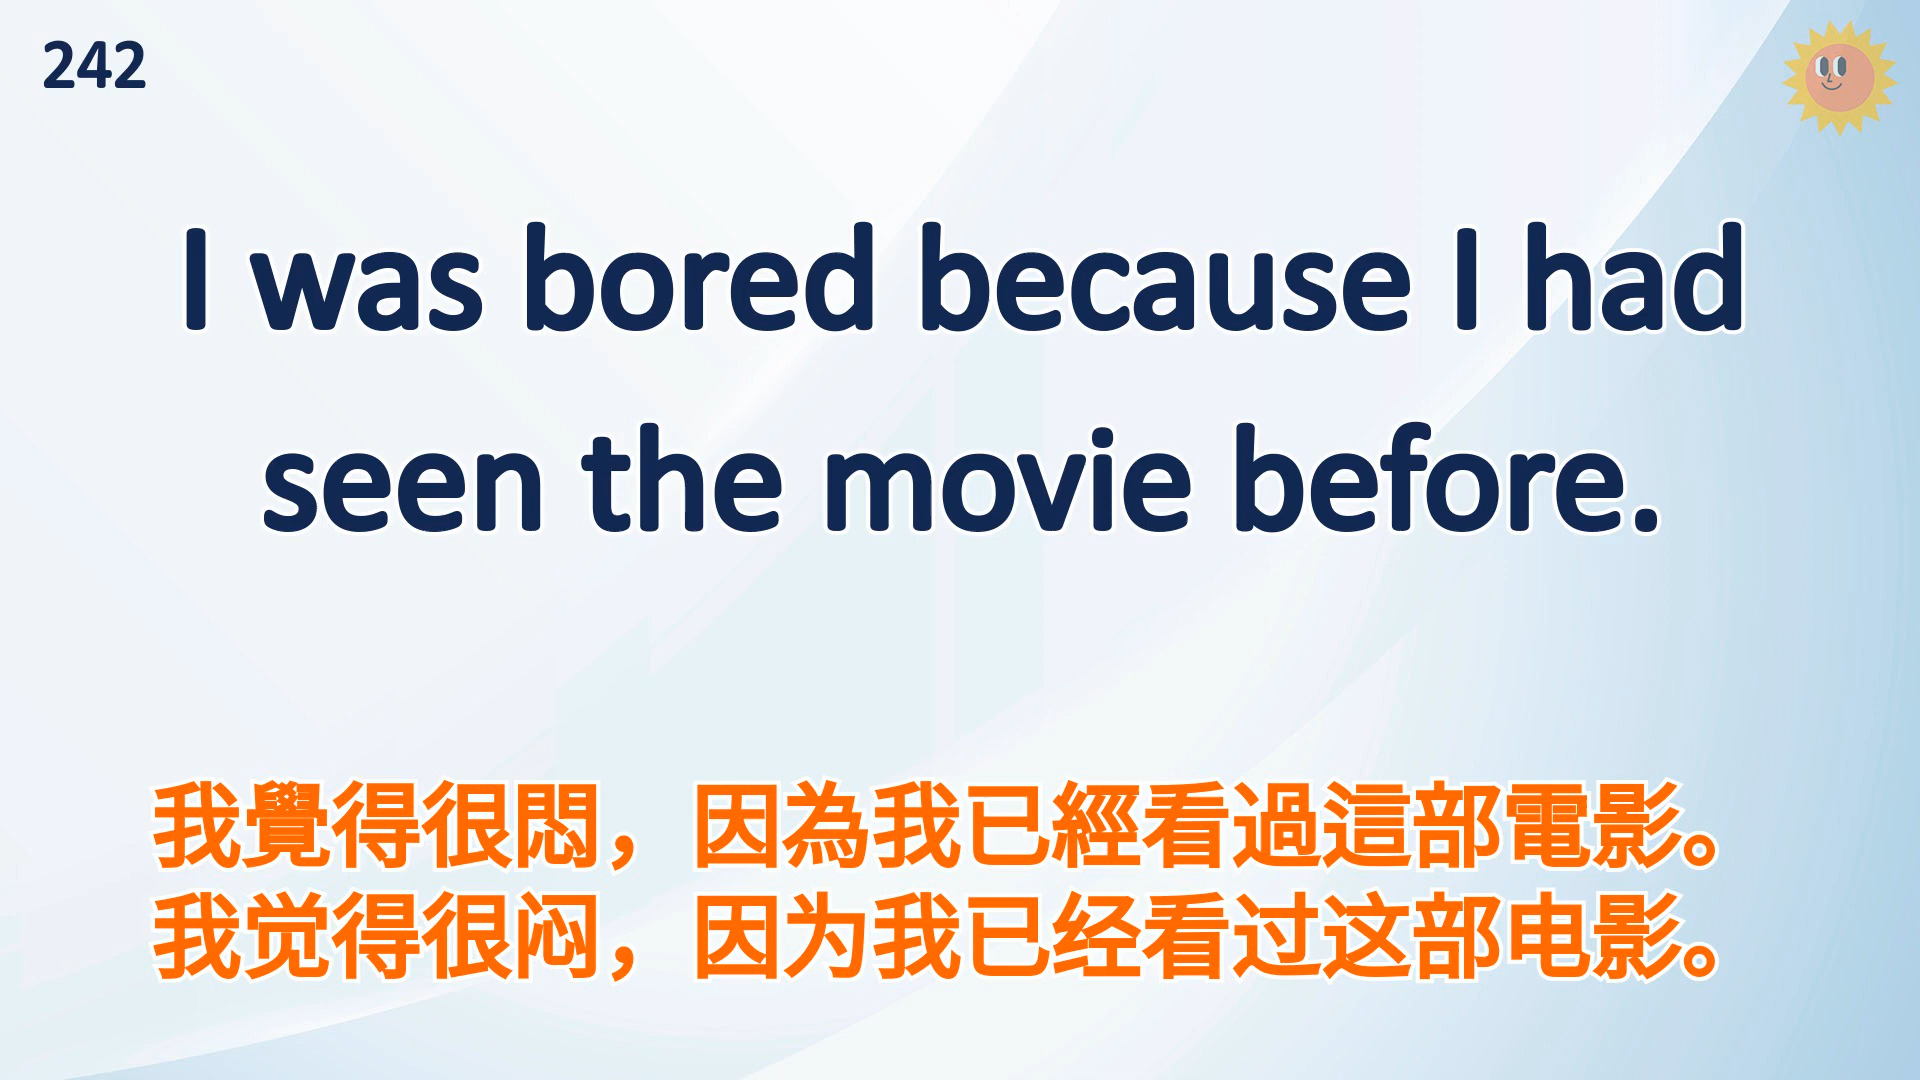 242
I was bored because I had
seen the movie before.
我覺得很悶，因為我已經看過這部電影。
我觉得很闷，因为我已经看过这部电影。